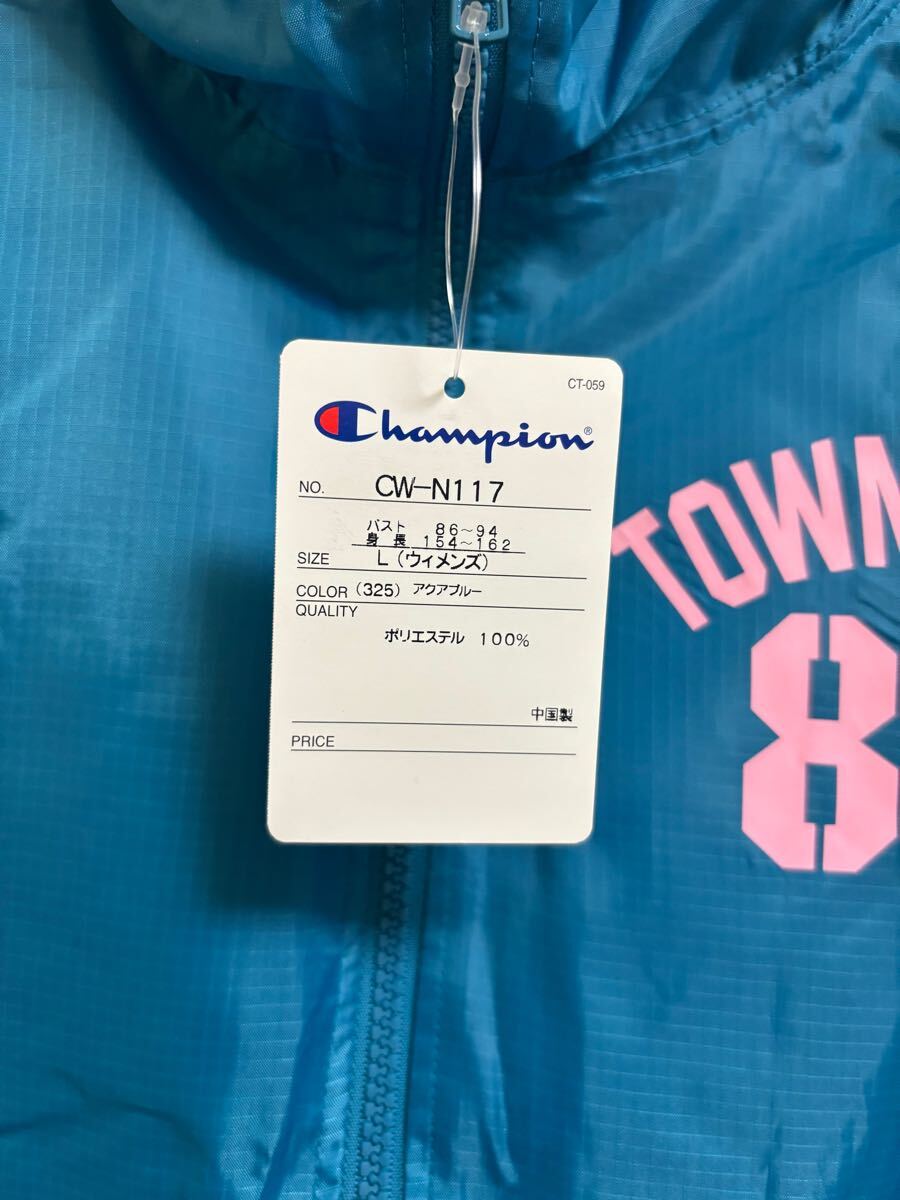 CT-059
Champion®
NO. CW-N117
バスト 86~94
身長 154~162
SIZE L (ウィメンズ)
COLOR (325) アクアブルー
QUALITY
ポリエステル 100%
中国製
PRICE
TOWN
8